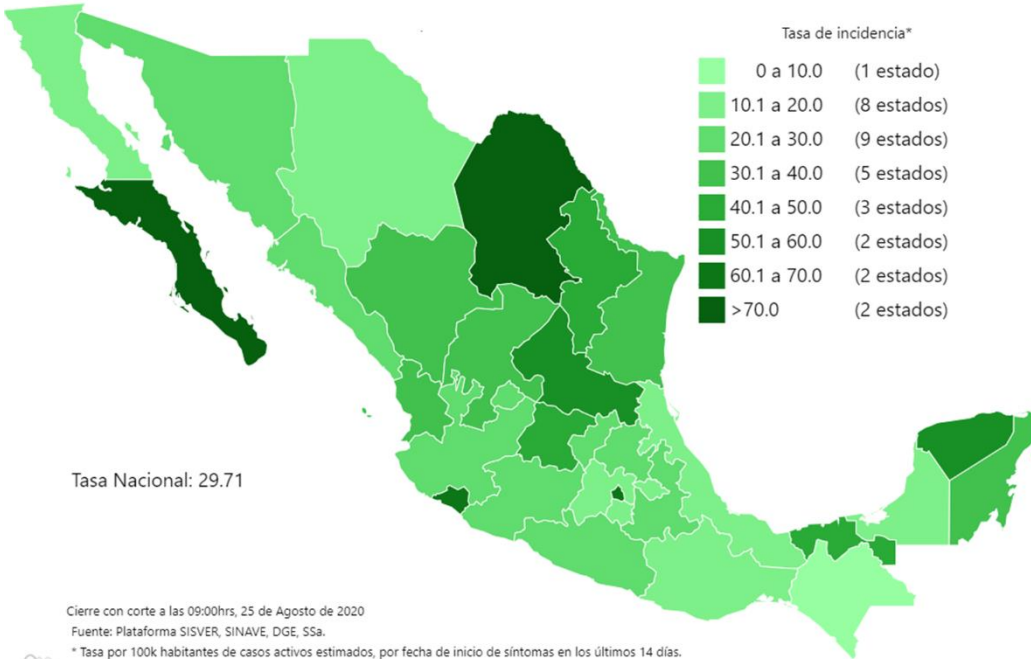 Tasa de incidencia*
0 a 10.0 (1 estado)
10.1 a 20.0 (8 estados)
20.1 a 30.0 (9 estados)
30.1 a 40.0 (5 estados)
40.1 a 50.0 (3 estados)
50.1 a 60.0 (2 estados)
60.1 a 70.0 (2 estados)
>70.0 (2 estados)
Tasa Nacional: 29.71
Cierre con corte a las 09:00hrs, 25 de Agosto de 2020
Fuente: Plataforma SISVER, SINAVE, DGE, SSa.
* Tasa por 100k habitantes de casos activos estimados, por fecha de inicio de síntomas en los últimos 14 días.